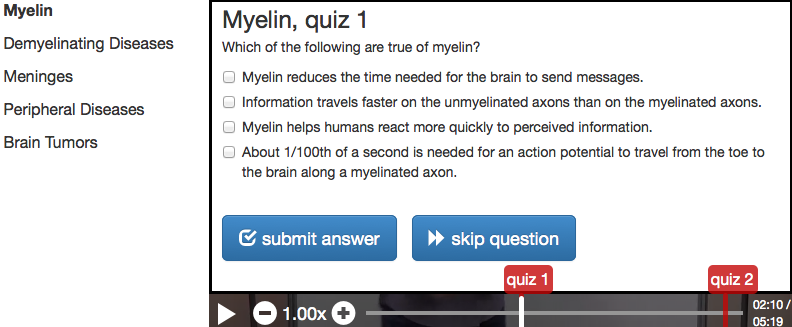 Myelin
Demyelinating Diseases
Meninges
Peripheral Diseases
Brain Tumors
Myelin, quiz 1
Which of the following are true of myelin?
Myelin reduces the time needed for the brain to send messages.
Information travels faster on the unmyelinated axons than on the myelinated axons.
Myelin helps humans react more quickly to perceived information.
About 1/100th of a second is needed for an action potential to travel from the toe to
the brain along a myelinated axon.
submit answer
skip question
quiz 1
quiz 2
1.00x
02:10 /
05:19